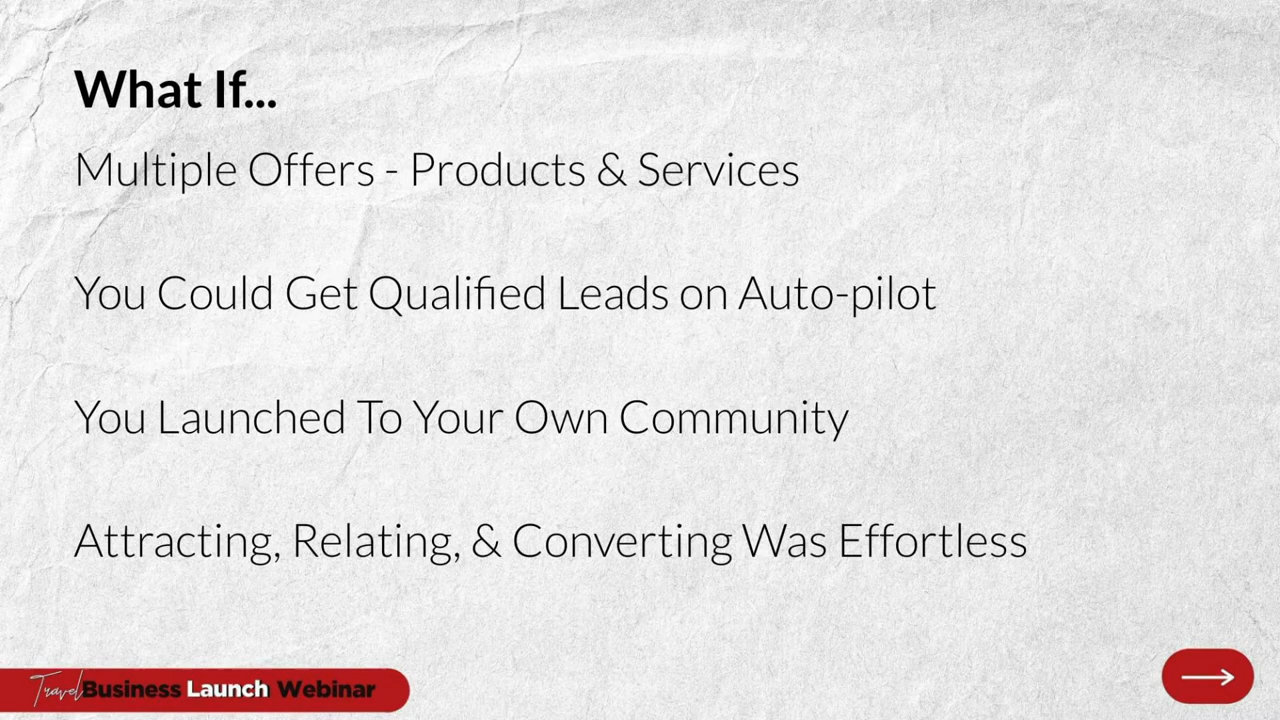 What If...
Multiple Offers - Products & Services
You Could Get Qualified Leads on Auto-pilot
You Launched To Your Own Community
Attracting, Relating, & Converting Was Effortless
Travel Business Launch Webinar